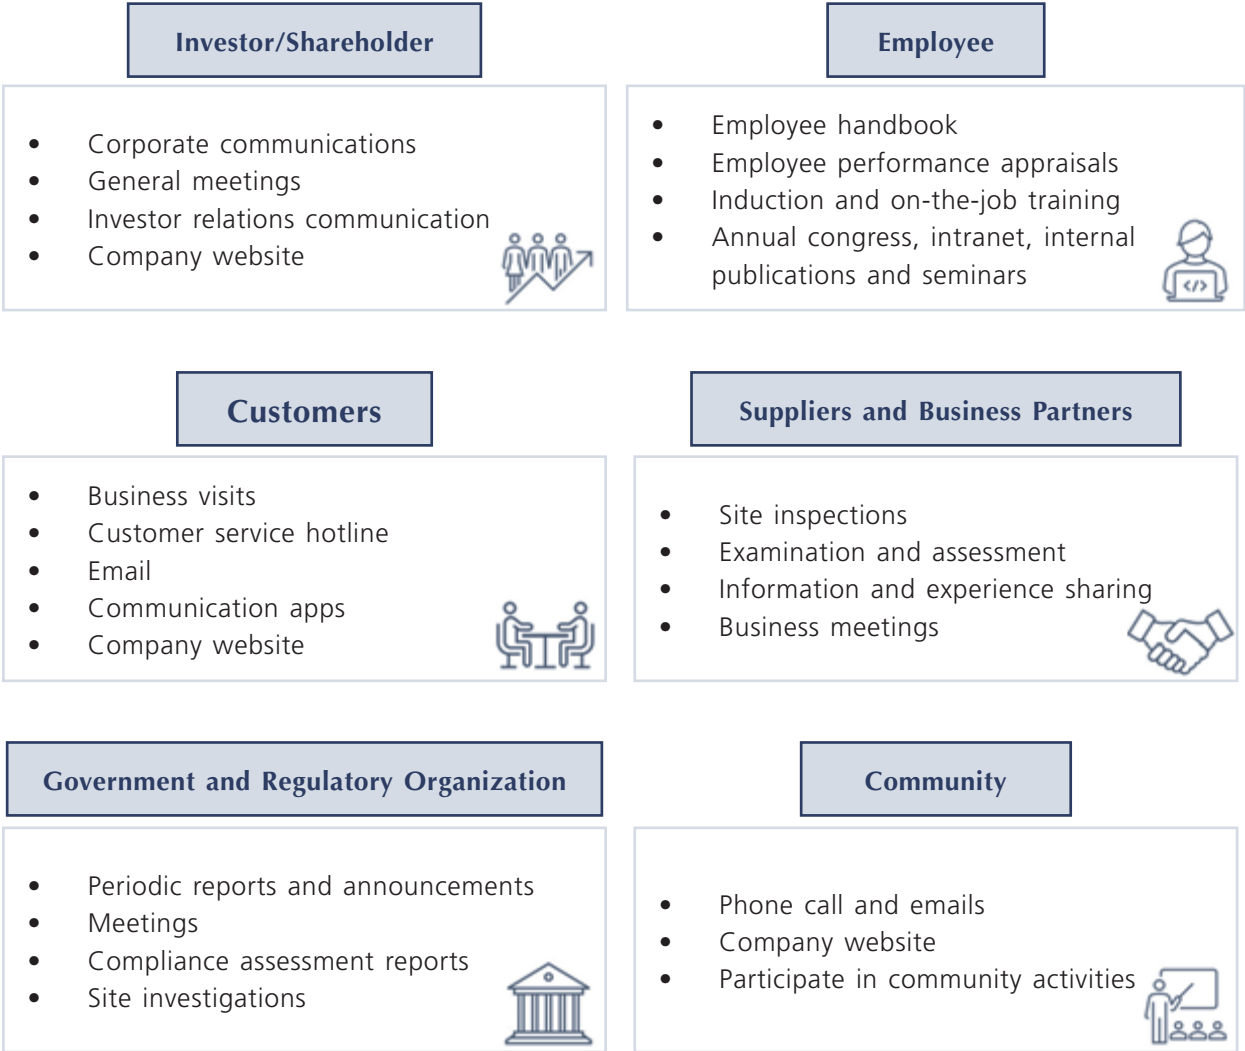 Investor/Shareholder
• Corporate communications
• General meetings
• Investor relations communication
• Company website
Employee
• Employee handbook
• Employee performance appraisals
• Induction and on-the-job training
• Annual congress, intranet, internal
publications and seminars
</>
Customers
• Business visits
• Customer service hotline
• Email
• Communication apps
• Company website
Suppliers and Business Partners
• Site inspections
• Examination and assessment
• Information and experience sharing
• Business meetings
Government and Regulatory Organization
• Periodic reports and announcements
• Meetings
• Compliance assessment reports
• Site investigations
Community
• Phone call and emails
• Company website
• Participate in community activities